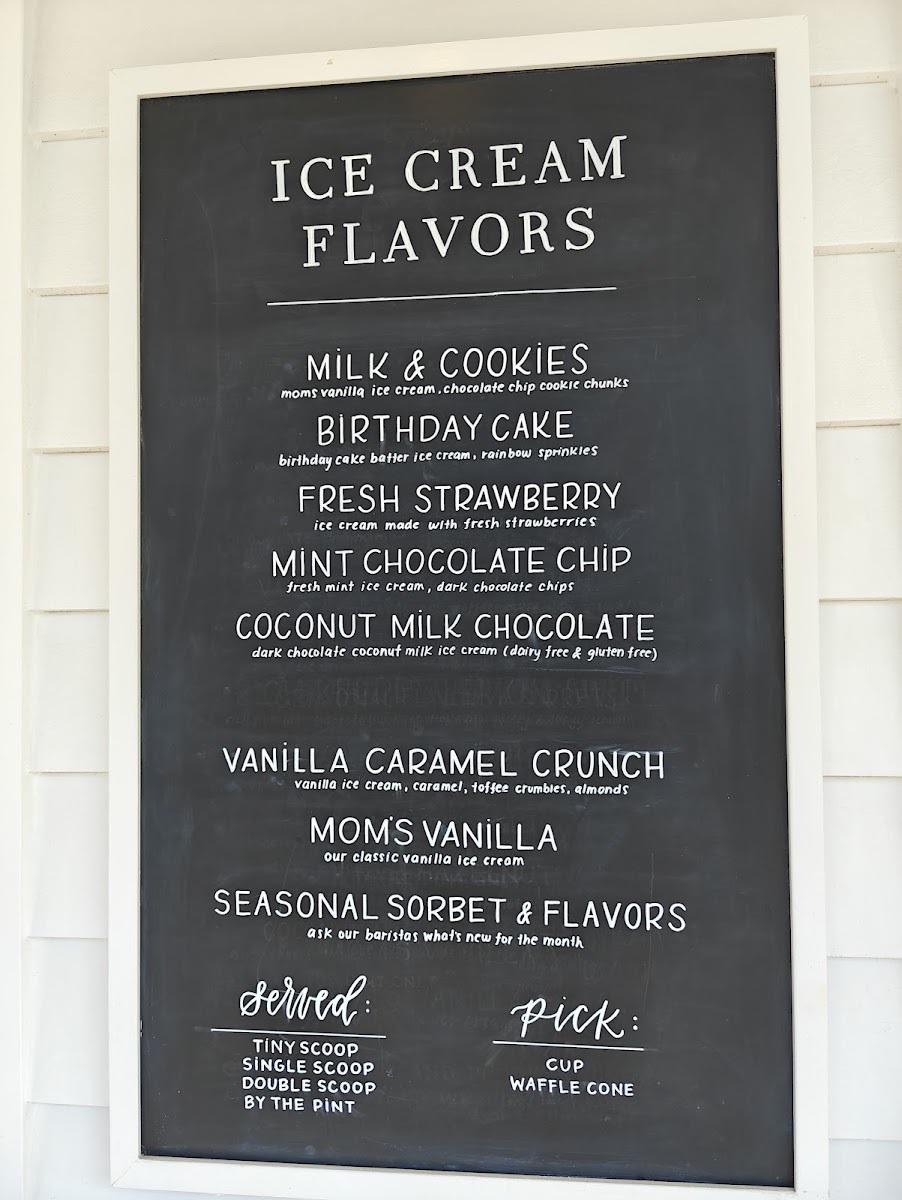 ICE CREAM
FLAVORS
MILK & COOKIES
moms vanilla ice cream, chocolate chip cookie chunks
BIRTHDAY CAKE
birthday cake batter ice cream, rainbow sprinkles
FRESH STRAWBERRY
ice cream made with fresh strawberries
MINT CHOCOLATE CHIP
fresh mint ice cream, dark chocolate chips
COCONUT MILK CHOCOLATE
dark chocolate coconut milk ice cream (dairy free & gluten free)
VANILLA CARAMEL CRUNCH
vanilla ice cream, caramel, toffee crumbles, almonds
MOM'S VANILLA
our classic vanilla ice cream
SEASONAL SORBET & FLAVORS
ask our baristas what's new for the month
served:
TINY SCOOP
SINGLE SCOOP
DOUBLE SCOOP
BY THE PINT
pick:
CUP
WAFFLE CONE